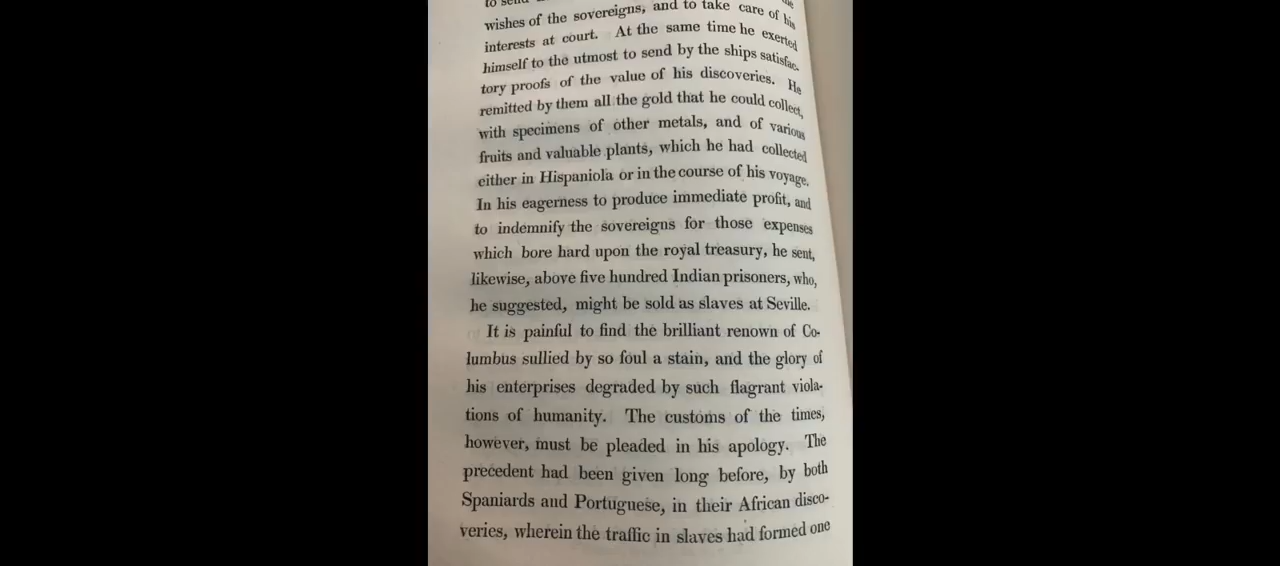 to send
wishes of the sovereigns, and to take care of his
interests at court. At the same time he exerted
himself to the utmost to send by the ships satisfac-
tory proofs of the value of his discoveries. He
remitted by them all the gold that he could collect,
with specimens of other metals, and of various
fruits and valuable plants, which he had collected
either in Hispaniola or in the course of his voyage.
In his eagerness to produce immediate profit, and
to indemnify the sovereigns for those expenses
which bore hard upon the royal treasury, he sent,
likewise, above five hundred Indian prisoners, who,
he suggested, might be sold as slaves at Seville.
It is painful to find the brilliant renown of Co-
lumbus sullied by so foul a stain, and the glory of
his enterprises degraded by such flagrant viola-
tions of humanity. The customs of the times,
however, must be pleaded in his apology. The
precedent had been given long before, by both
Spaniards and Portuguese, in their African disco-
veries, wherein the traffic in slaves had formed one